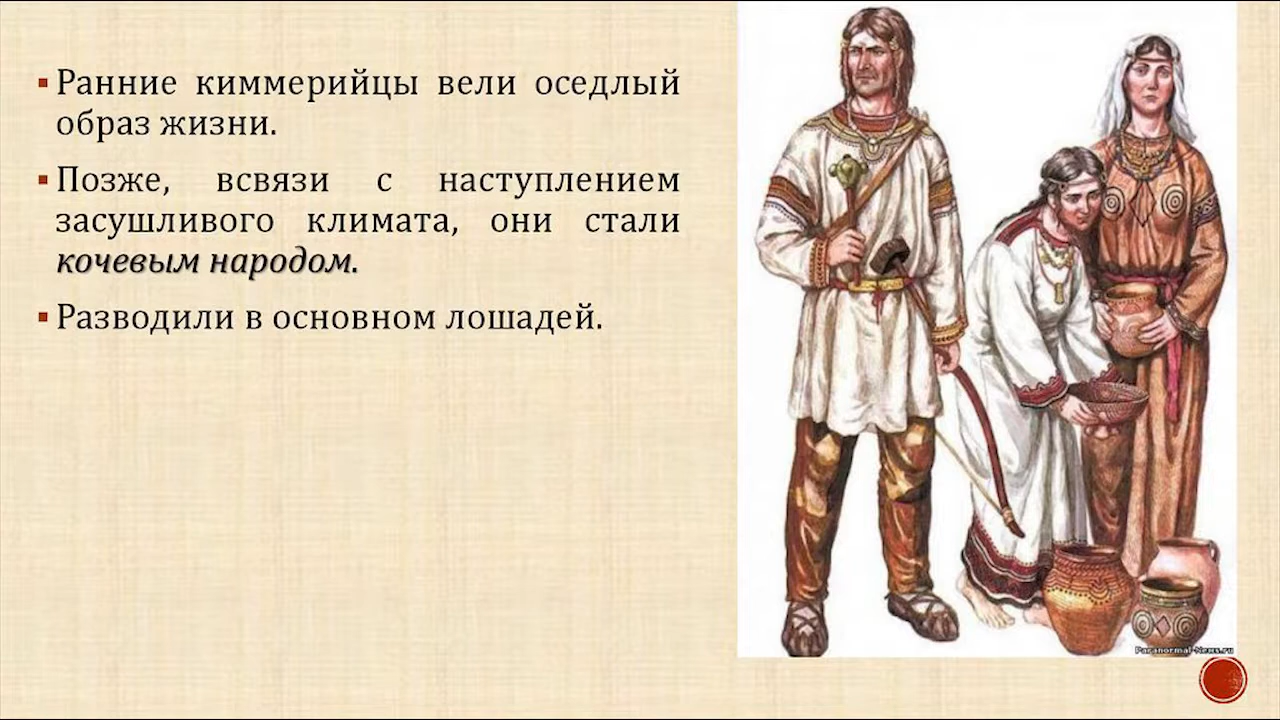 ▪ Ранние киммерийцы вели оседлый
образ жизни.
▪ Позже, всвязи с наступлением
засушливого климата, они стали
кочевым народом.
▪ Разводили в основном лошадей.
Paranormal-News.ru